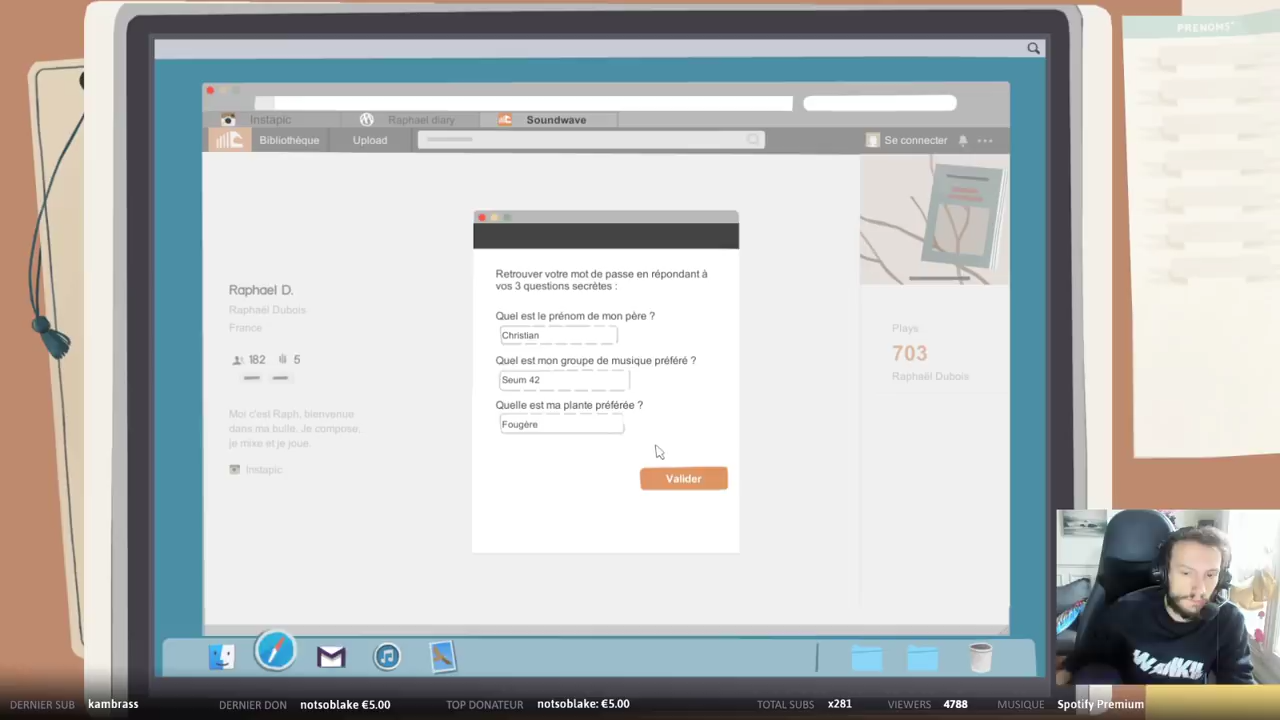 PRENOMS
Instapic
Raphael diary
Soundwave
Bibliothèque
Upload
Se connecter
Raphael D.
Raphaël Dubois
France
182
5
Moi c'est Raph, bienvenue
dans ma bulle. Je compose,
je mixe et je joue.
Instapic
Retrouver votre mot de passe en répondant à
vos 3 questions secrètes :
Quel est le prénom de mon père ?
Christian
Quel est mon groupe de musique préféré ?
Seum 42
Quelle est ma plante préférée ?
Fougère
Valider
Plays
703
Raphaël Dubois
WANKIL
DERNIER SUB kambrass DERNIER DON notsoblake €5.00 TOP DONATEUR notsoblake: €5.00 TOTAL SUBS x281 VIEWERS 4788 MUSIQUE Spotify Premium